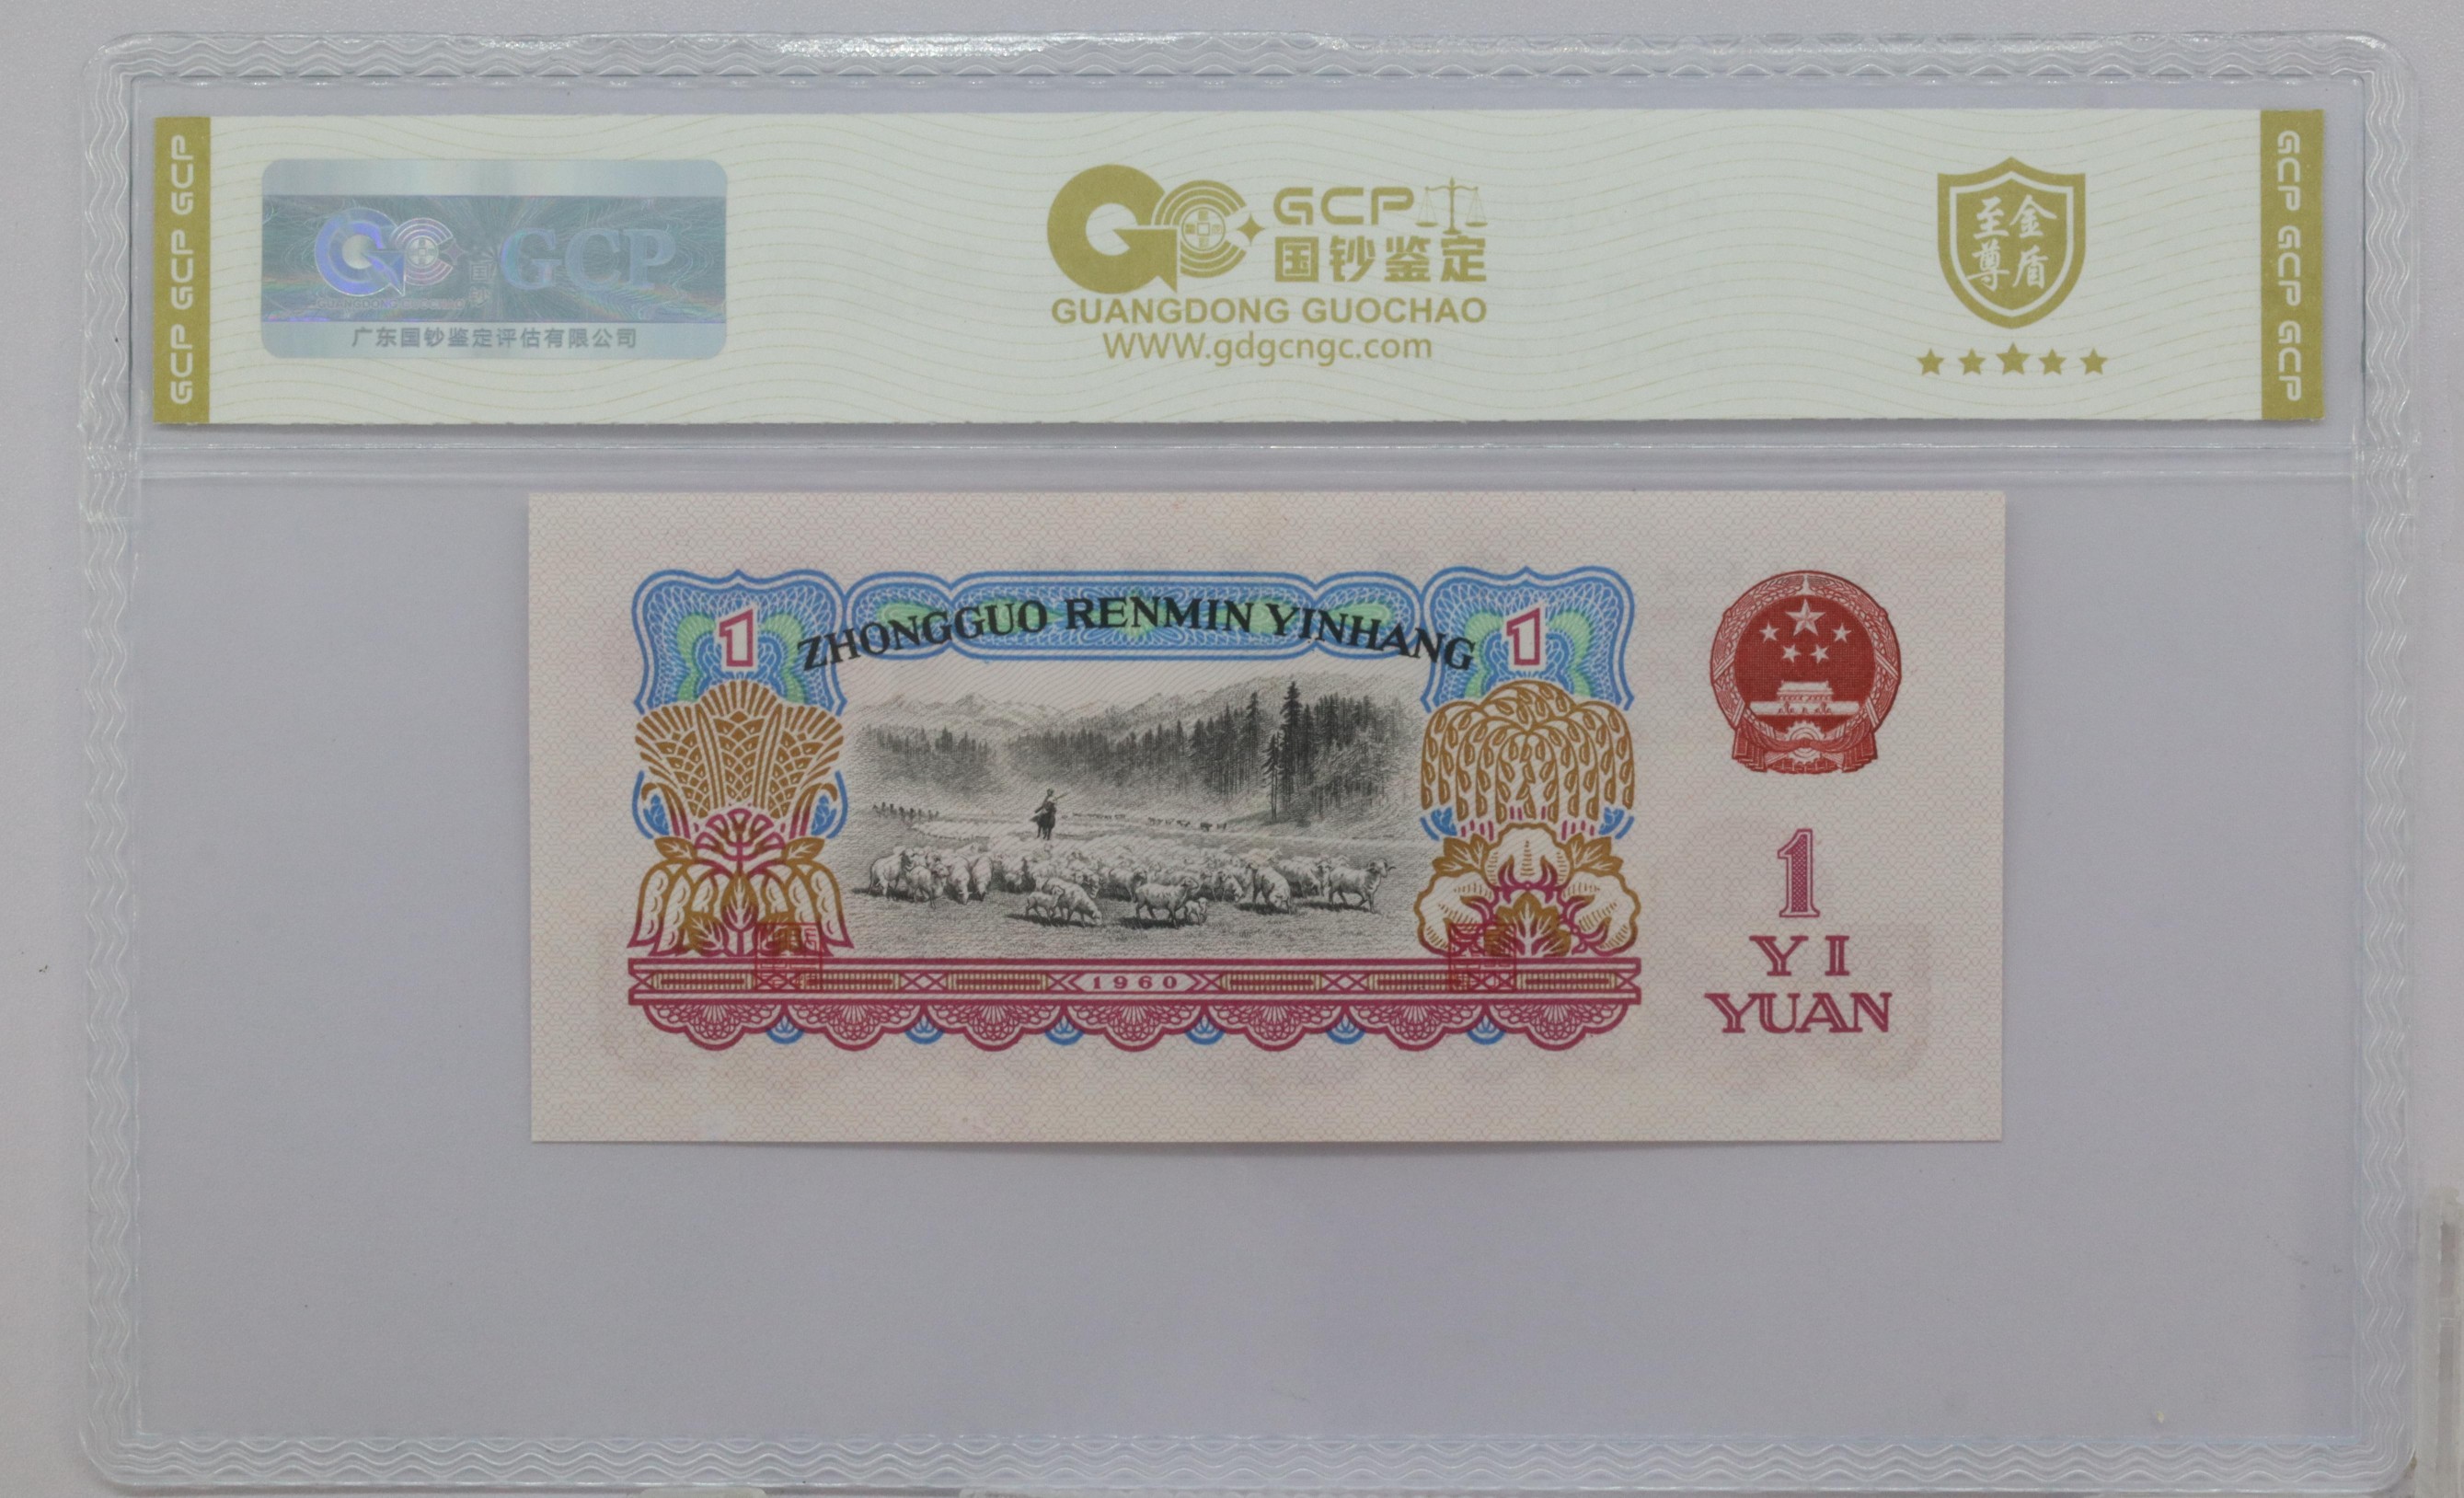 GCP GCP GCP
GCP
GUANGDONG GUOCHAO
国钞
广东国钞鉴定评估有限公司
GCP
国钞鉴定
GUANGDONG GUOCHAO
WWW.gdgcngc.com
至尊
金盾
GCP GCP GCP
ZHONGGUO RENMIN YINHANG
1
1
1960
1
YI
YUAN